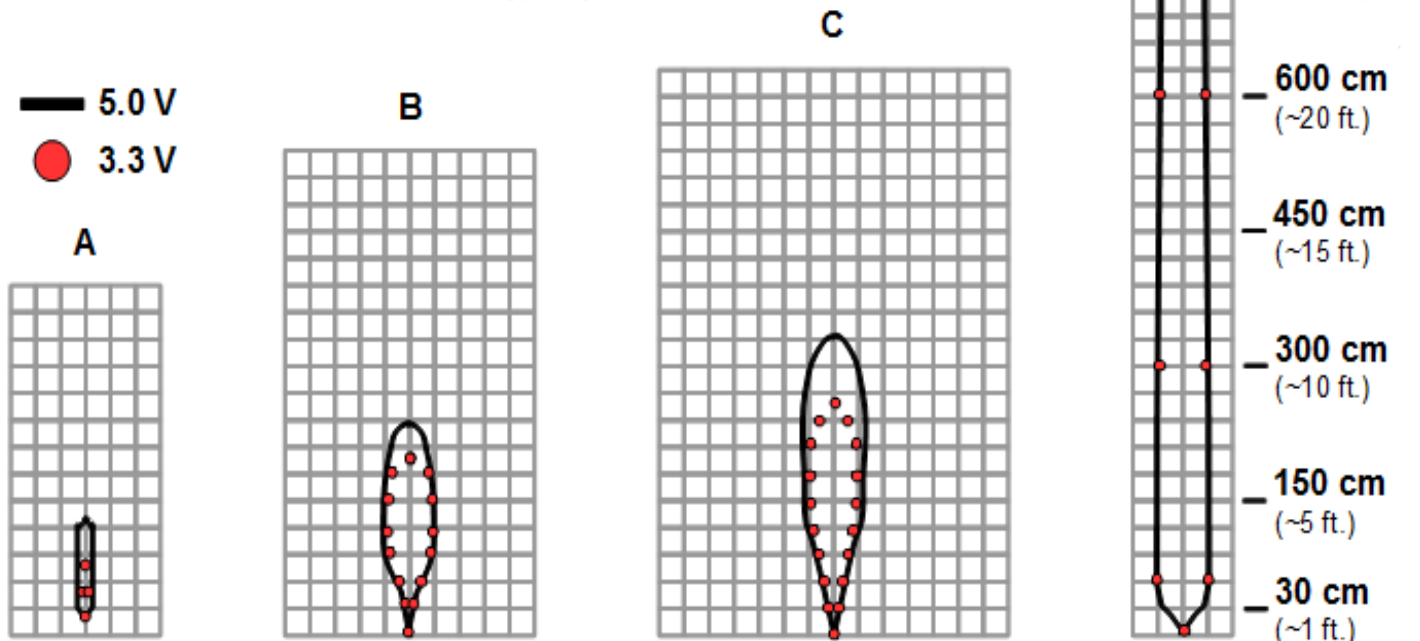 C
5.0 V
B
3.3 V
A
600 cm
(~20 ft.)
450 cm
(~15 ft.)
300 cm
(~10 ft.)
150 cm
(~5 ft.)
30 cm
(~1 ft.)